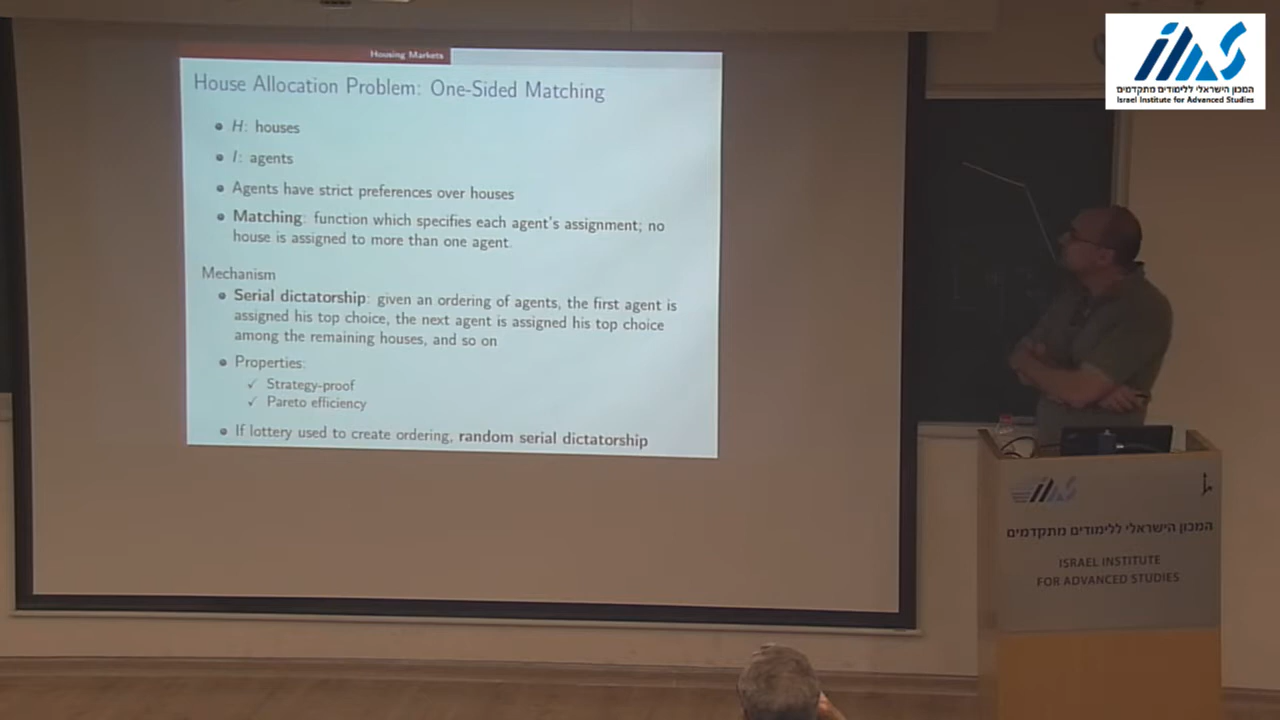 Housing Markets
House Allocation Problem: One-Sided Matching
H: houses
I: agents
Agents have strict preferences over houses
Matching: function which specifies each agent's assignment; no
house is assigned to more than one agent.
Mechanism
Serial dictatorship: given an ordering of agents, the first agent is
assigned his top choice, the next agent is assigned his top choice
among the remaining houses, and so on
Properties:
✓ Strategy-proof
✓ Pareto efficiency
If lottery used to create ordering, random serial dictatorship
המכון הישראלי ללימודים מתקדמים
Israel Institute for Advanced Studies
המכון הישראלי ללימודים מתקדמים
ISRAEL INSTITUTE
FOR ADVANCED STUDIES